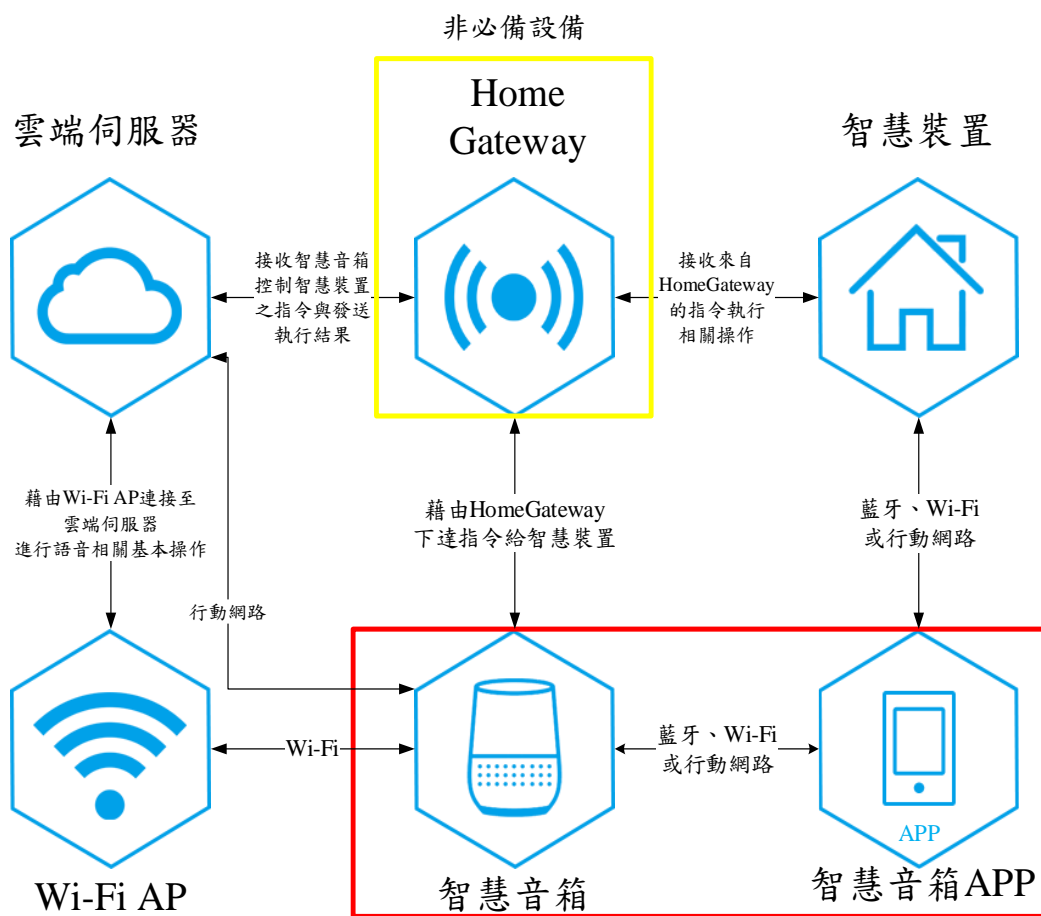 非必備設備
Home
Gateway
雲端伺服器
智慧裝置
接收智慧音箱
控制智慧裝置
之指令與發送
執行結果
接收來自
HomeGateway
的指令執行
相關操作
藉由Wi-Fi AP連接至
雲端伺服器
進行語音相關基本操作
藉由HomeGateway
下達指令給智慧裝置
藍牙、Wi-Fi
或行動網路
行動網路
Wi-Fi
藍牙、Wi-Fi
或行動網路
APP
Wi-Fi AP
智慧音箱
智慧音箱APP